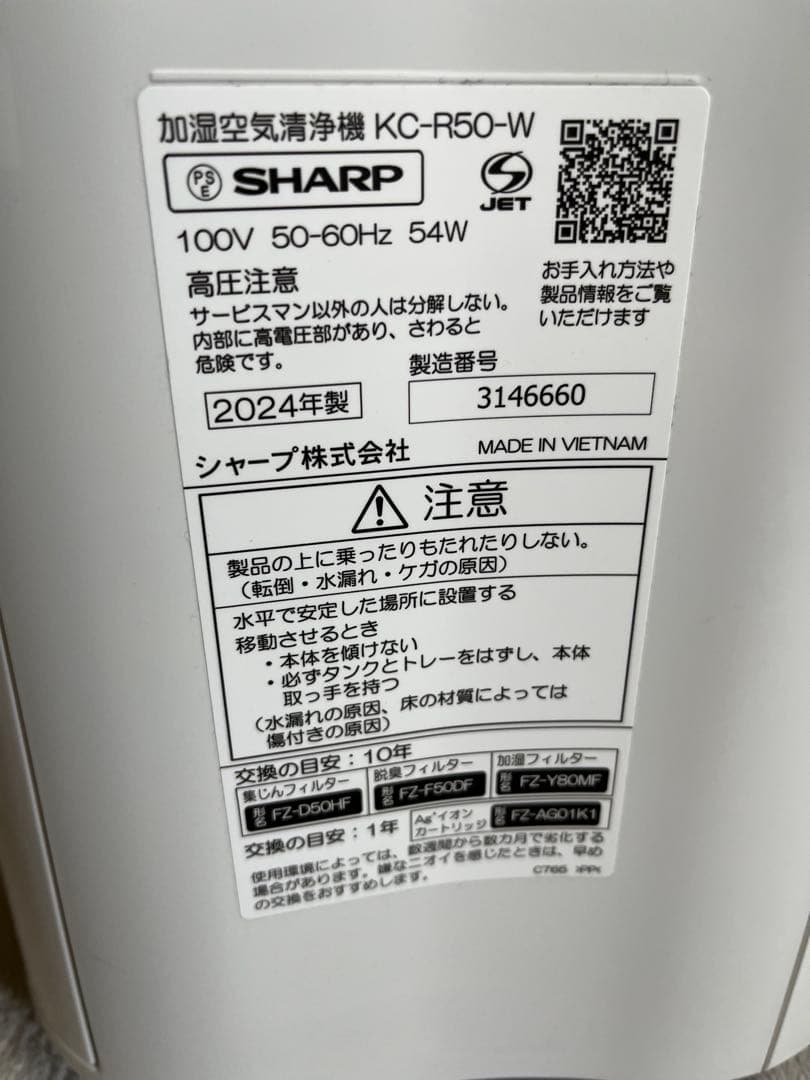 加湿空気清浄機 KC-R50-W
PS E SHARP
JET
100V 50-60Hz 54W
お手入れ方法や
製品情報をご覧
いただけます
高圧注意
サービスマン以外の人は分解しない。
内部に高電圧部があり、さわると
危険です。
製造番号
2024年製
3146660
シャープ株式会社
MADE IN VIETNAM
注意
製品の上に乗ったりもたれたりしない。
（転倒・水漏れ・ケガの原因）
水平で安定した場所に設置する
移動させるとき
・本体を傾けない
・必ずタンクとトレーをはずし、本体
取っ手を持つ
（水漏れの原因、床の材質によっては
傷付きの原因）
交換の目安：10年
集じんフィルター
形名 FZ-D50HF
脱臭フィルター
形名 FZ-F50DF
加湿フィルター
形名 FZ-Y80MF
交換の目安：1年
Ag⁺イオン
カートリッジ
形名 FZ-AG01K1
使用環境によっては、数週間から数カ月で劣化する
場合があります。嫌なニオイを感じたときは、早め
の交換をおすすめします。
C765 >PP<